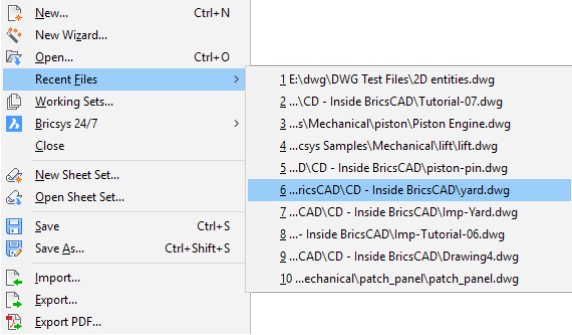 New... Ctrl+N
New Wizard...
Open... Ctrl+O
Recent Files >
Working Sets...
Bricsys 24/7 >
Close
New Sheet Set...
Open Sheet Set...
Save Ctrl+S
Save As... Ctrl+Shift+S
Import...
Export...
Export PDF...
1 E:\dwg\DWG Test Files\2D entities.dwg
2 ...\CD - Inside BricsCAD\Tutorial-07.dwg
3 ...s\Mechanical\piston\Piston Engine.dwg
4 ...csys Samples\Mechanical\lift\lift.dwg
5 ...D\CD - Inside BricsCAD\piston-pin.dwg
6 ...ricsCAD\CD - Inside BricsCAD\yard.dwg
7 ...CAD\CD - Inside BricsCAD\Imp-Yard.dwg
8 ...- Inside BricsCAD\Imp-Tutorial-06.dwg
9 ...CAD\CD - Inside BricsCAD\Drawing4.dwg
10 ...echanical\patch_panel\patch_panel.dwg